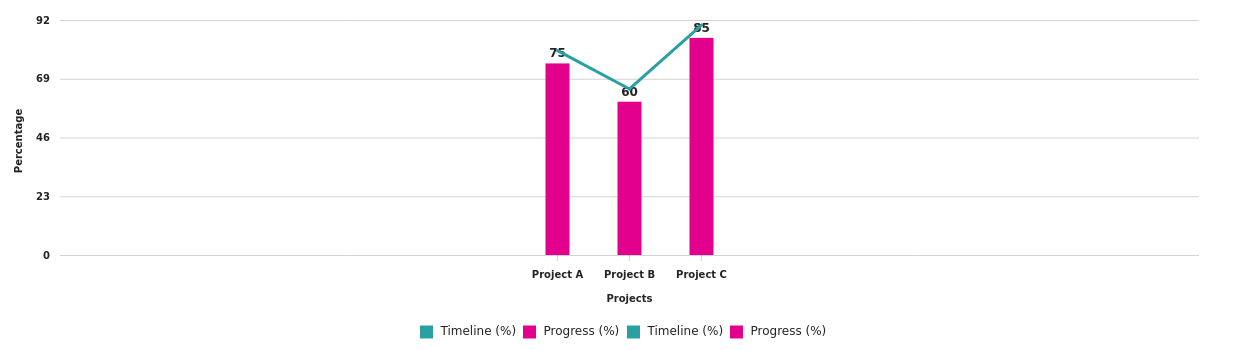 92
69
46
23
0
Percentage
75
60
85
Project A Project B Project C
Projects
Timeline (%) Progress (%) Timeline (%) Progress (%)